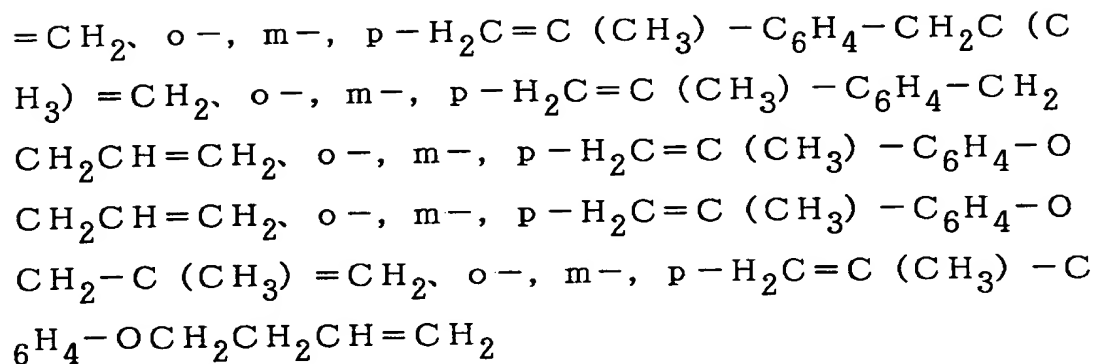 =CH₂、o－, m－, p－H₂C=C (CH₃) －C₆H₄－CH₂C (C
H₃) =CH₂、o－, m－, p－H₂C=C (CH₃) －C₆H₄－CH₂
CH₂CH=CH₂、o－, m－, p－H₂C=C (CH₃) －C₆H₄－O
CH₂CH=CH₂、o－, m－, p－H₂C=C (CH₃) －C₆H₄－O
CH₂－C (CH₃) =CH₂、o－, m－, p－H₂C=C (CH₃) －C
₆H₄－OCH₂CH₂CH=CH₂